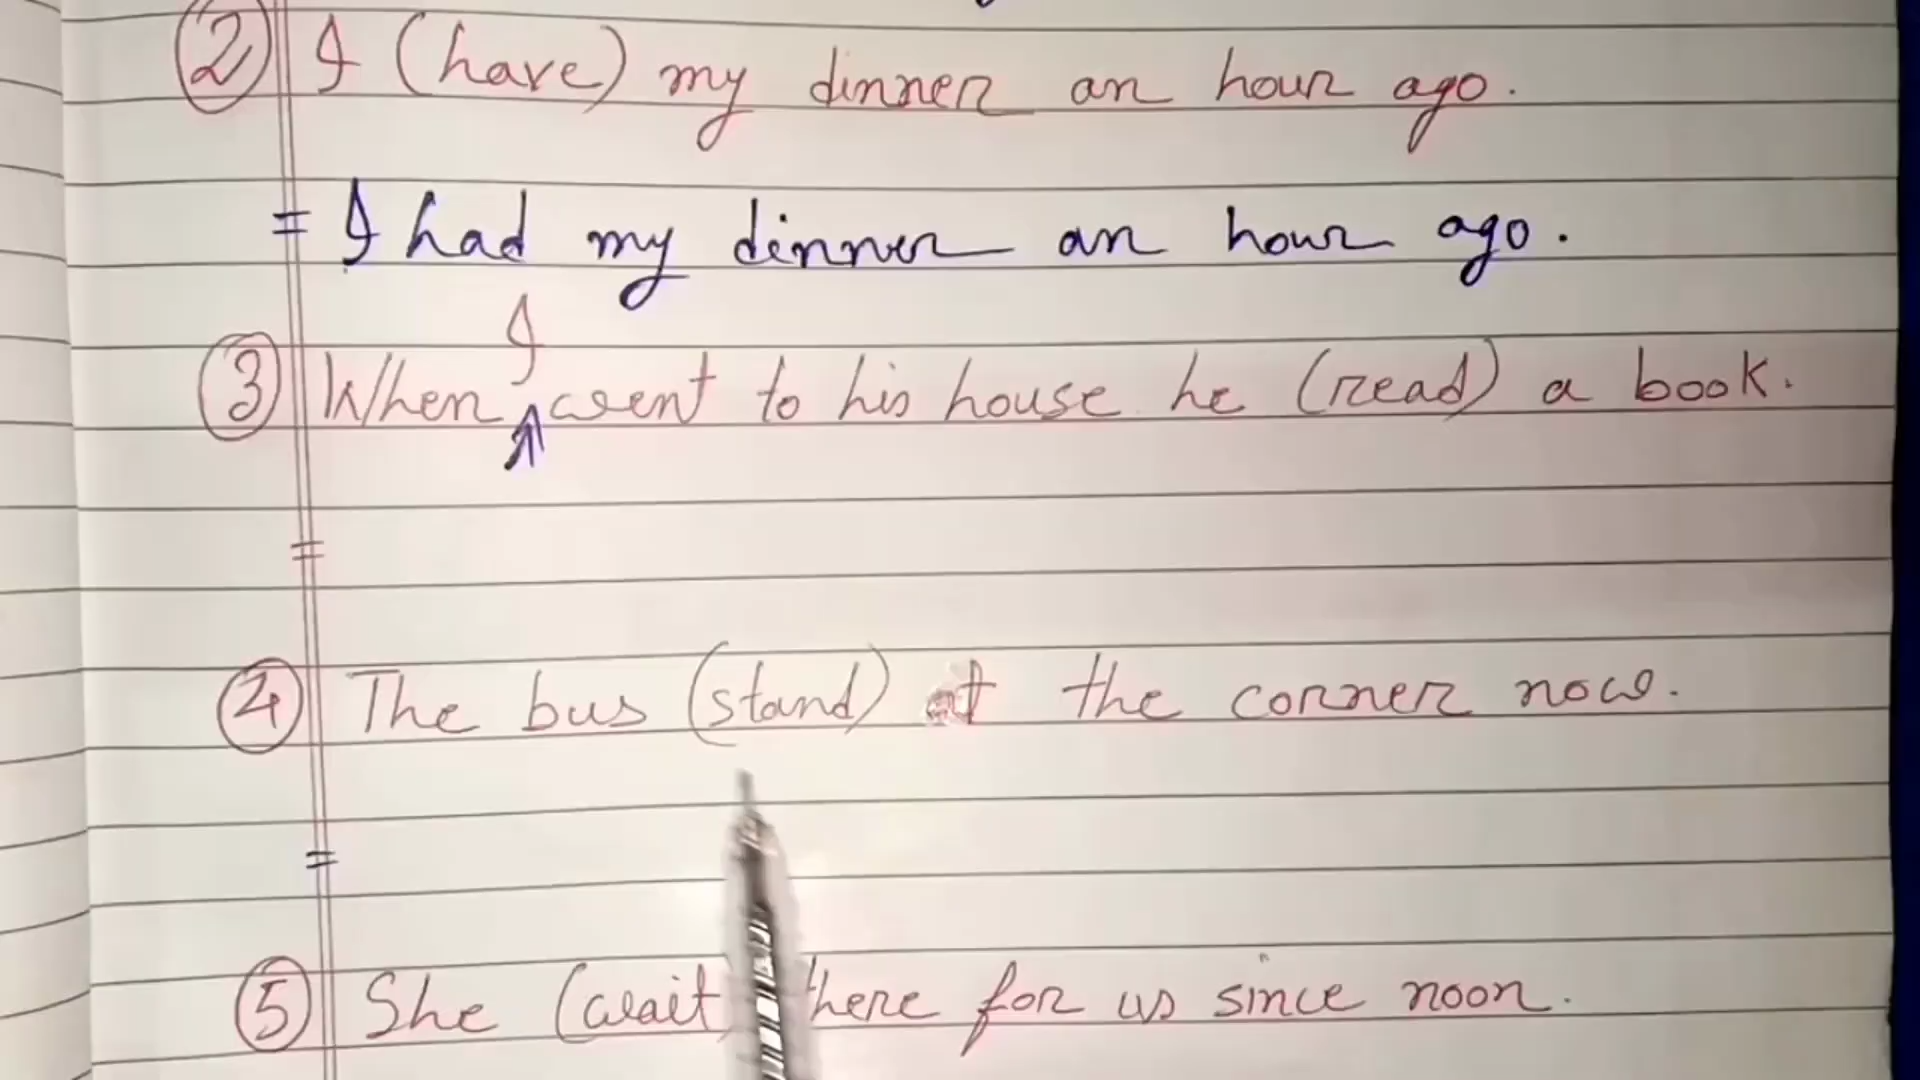 ② I (have) my dinner an hour ago.
= I had my dinner an hour ago.
I
③ When went to his house he (read) a book.
=
④ The bus (stand) at the corner now.
=
⑤ She (wait) there for us since noon.